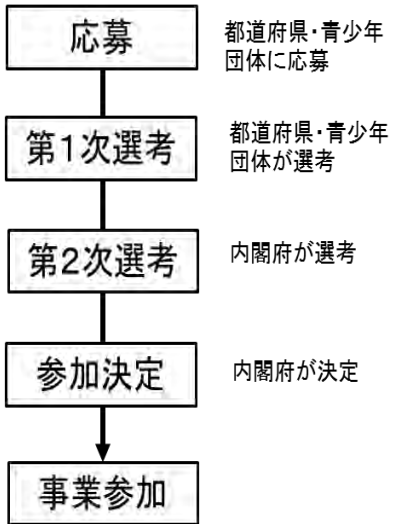 応募
都道府県・青少年
団体に応募
第1次選考
都道府県・青少年
団体が選考
第2次選考
内閣府が選考
参加決定
内閣府が決定
事業参加